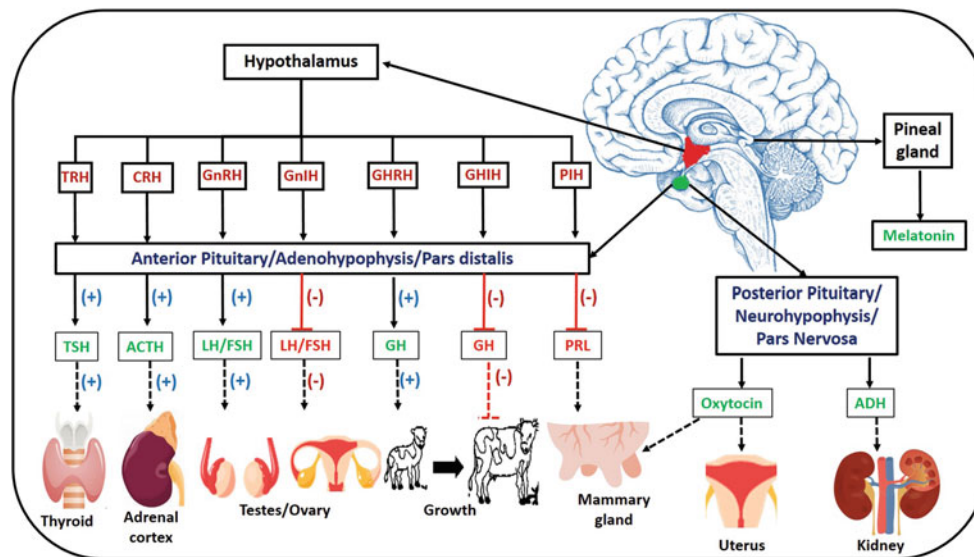 Hypothalamus
Pineal
gland
TRH
CRH
GnRH
GnIH
GHRH
GHIH
PIH
Melatonin
Anterior Pituitary/Adenohypophysis/Pars distalis
(+)
(+)
(+)
(-)
(+)
(-)
(-)
Posterior Pituitary/
Neurohypophysis/
Pars Nervosa
TSH
ACTH
LH/FSH
LH/FSH
GH
GH
PRL
(+)
(+)
(+)
(-)
(+)
(-)
Oxytocin
ADH
Thyroid
Adrenal
cortex
Testes/Ovary
Growth
Mammary
gland
Uterus
Kidney